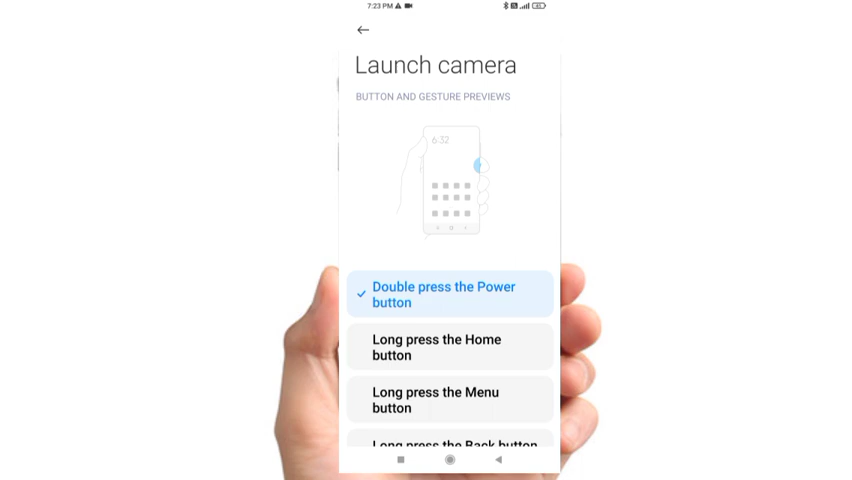 7:23 PM
Launch camera
BUTTON AND GESTURE PREVIEWS
6:32
Double press the Power
button
Long press the Home
button
Long press the Menu
button
Long press the Back button